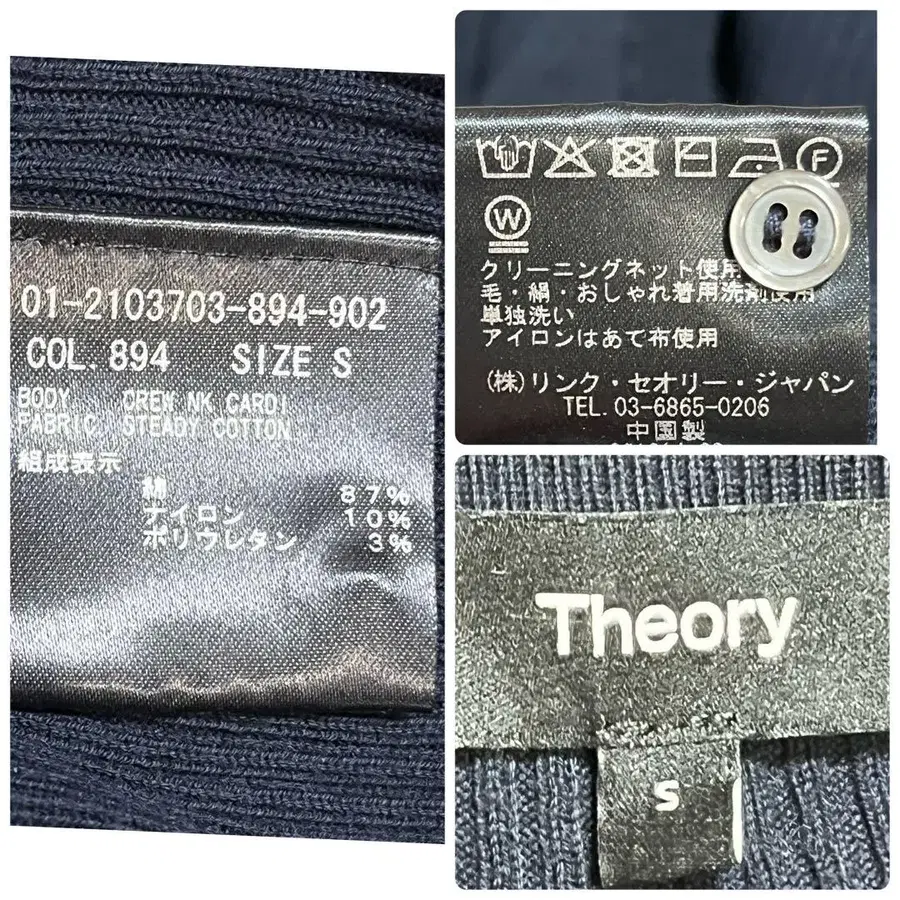 01-2103703-894-902
COL.894 SIZE S
BODY CREW NK CARDI
FABRIC STEADY COTTON
組成表示
綿 87%
ナイロン 10%
ポリウレタン 3%
F
W
クリーニングネット使用
毛・絹・おしゃれ着用洗剤使用
単独洗い
アイロンはあて布使用
(株)リンク・セオリー・ジャパン
TEL.03-6865-0206
中国製
Theory
S